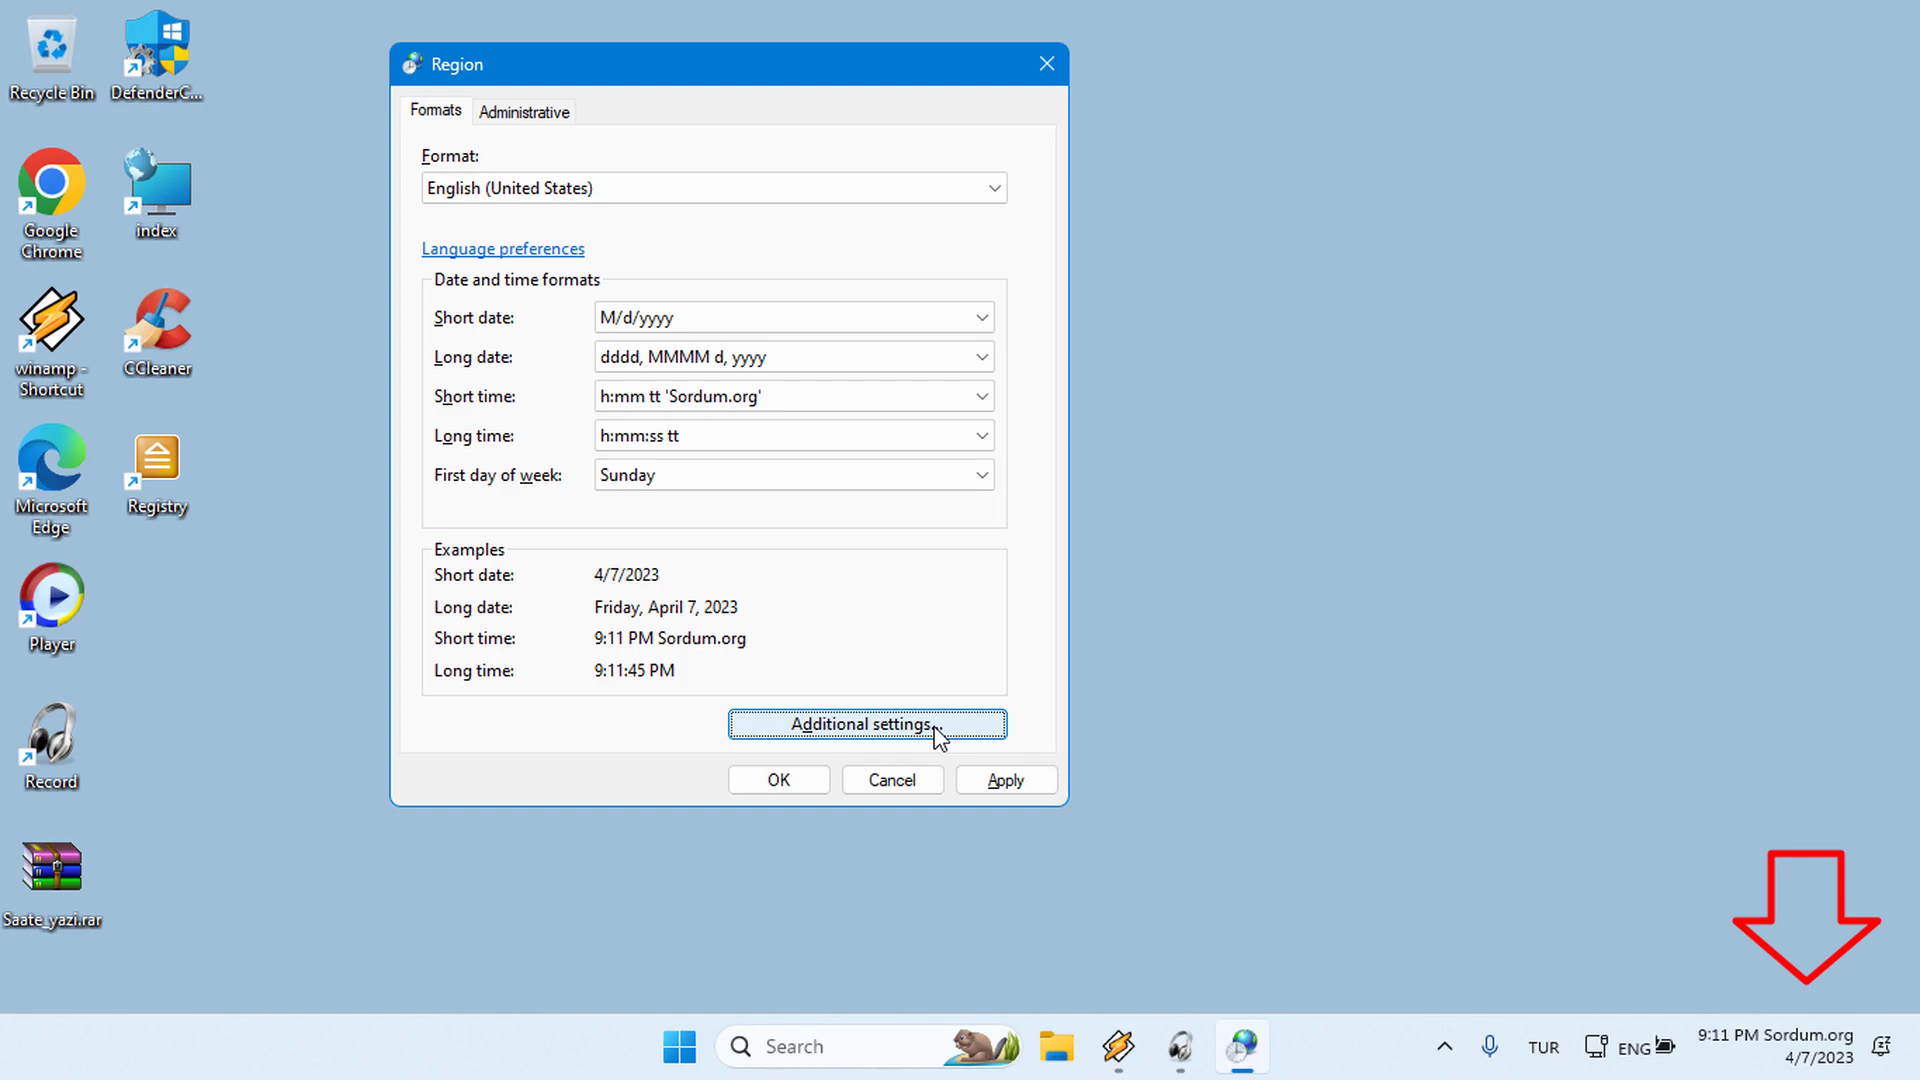 Recycle Bin
DefenderC...
Google
Chrome
index
winamp -
Shortcut
CCleaner
Microsoft
Edge
Registry
Player
Record
Saate_yazi.rar
Region
Formats
Administrative
Format:
English (United States)
Language preferences
Date and time formats
Short date:
M/d/yyyy
Long date:
dddd, MMMM d, yyyy
Short time:
h:mm tt 'Sordum.org'
Long time:
h:mm:ss tt
First day of week:
Sunday
Examples
Short date:
4/7/2023
Long date:
Friday, April 7, 2023
Short time:
9:11 PM Sordum.org
Long time:
9:11:45 PM
Additional settings...
OK
Cancel
Apply
Search
TUR
ENG
9:11 PM Sordum.org
4/7/2023